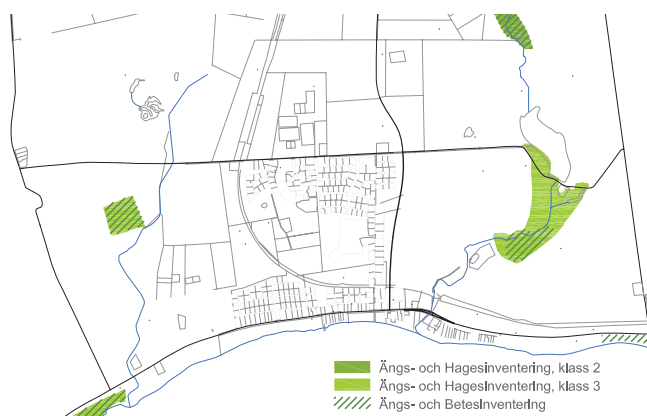 Ängs- och Hagesinventering, klass 2
Ängs- och Hagesinventering, klass 3
Ängs- och BetesInventering